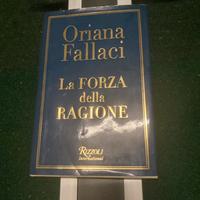 Oriana
Fallaci
LA FORZA
della
RAGIONE
RIZZOLI
International